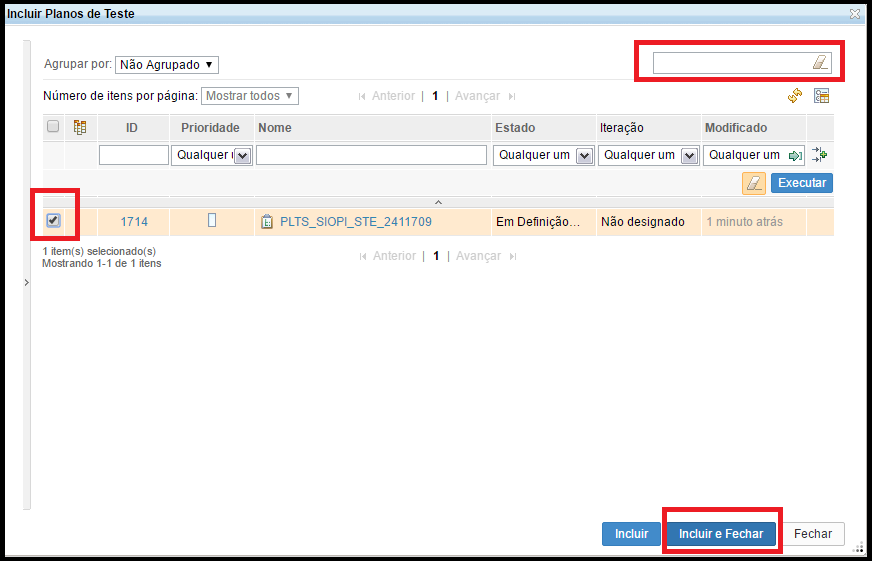 Incluir Planos de Teste
Agrupar por: Não Agrupado
Número de itens por página: Mostrar todos Anterior | 1 | Avançar
ID Prioridade Nome Estado Iteração Modificado
Qualquer u Qualquer um Qualquer um Qualquer um
Executar
1714 PLTS_SIOPI_STE_2411709 Em Definição... Não designado 1 minuto atrás
1 item(s) selecionado(s) Anterior | 1 | Avançar
Mostrando 1-1 de 1 itens
Incluir Incluir e Fechar Fechar